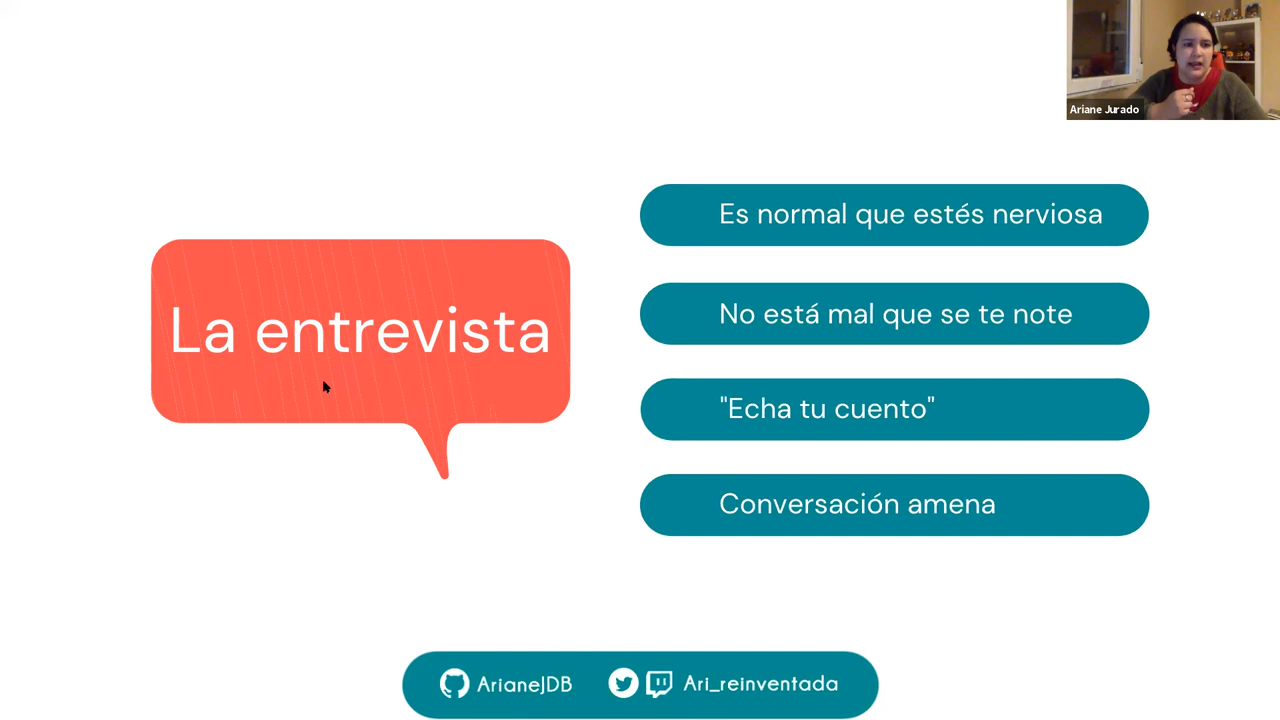 Ariane Jurado
La entrevista
Es normal que estés nerviosa
No está mal que se te note
"Echa tu cuento"
Conversación amena
ArianeJDB
Ari_reinventada